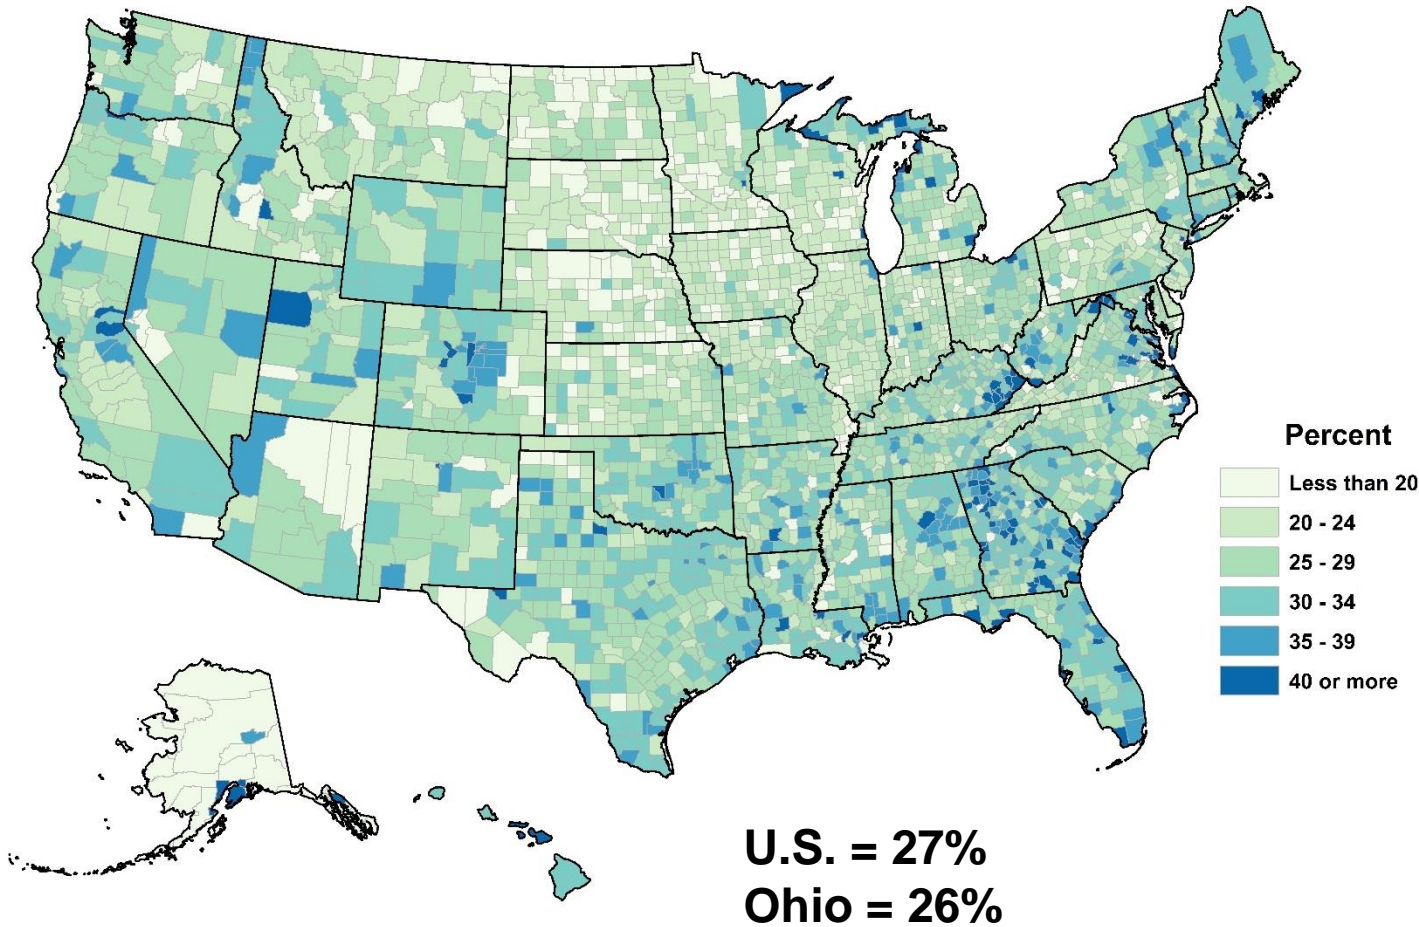 Percent
Less than 20
20 - 24
25 - 29
30 - 34
35 - 39
40 or more
U.S. = 27%
Ohio = 26%